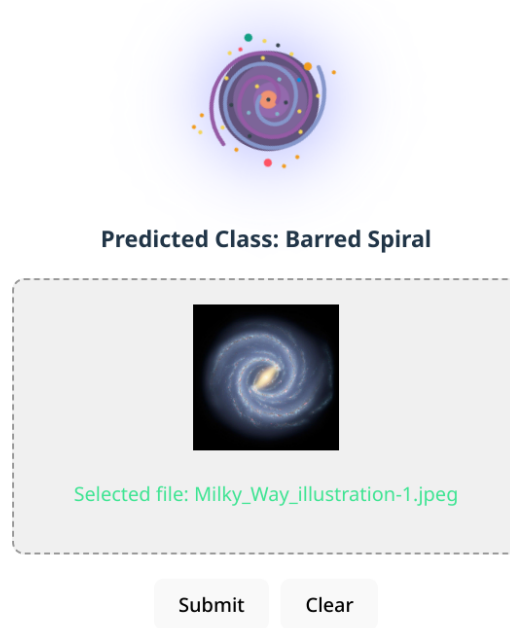 Predicted Class: Barred Spiral
Selected file: Milky_Way_illustration-1.jpeg
Submit Clear